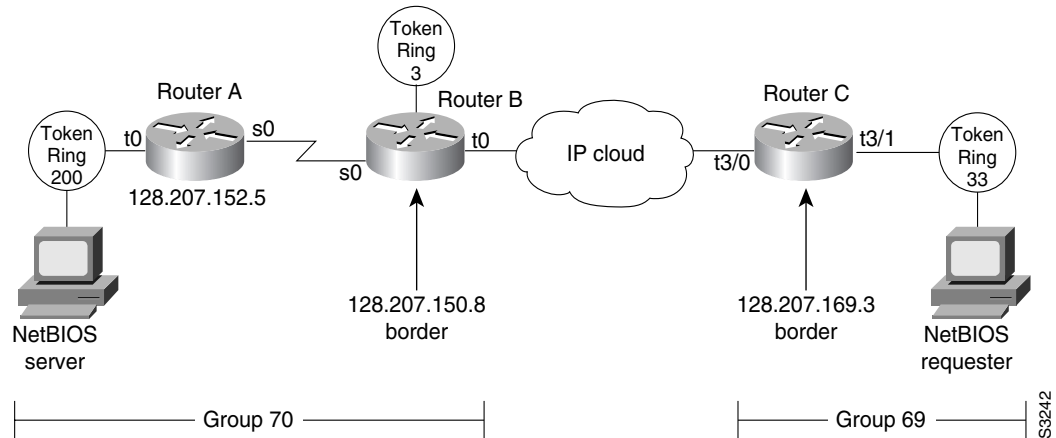 Token
Ring
3
Router A
Router B
Router C
Token
Ring
200
t0
s0
s0
t0
IP cloud
t3/0
t3/1
Token
Ring
33
128.207.152.5
NetBIOS
server
128.207.150.8
border
128.207.169.3
border
NetBIOS
requester
Group 70
Group 69
S3242